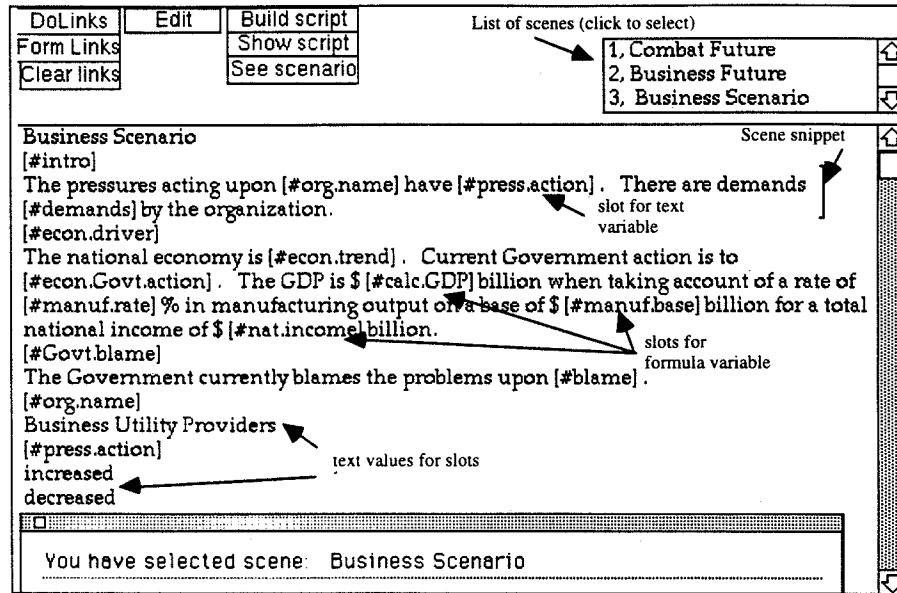 DoLinks
Edit
Build script
Form Links
Show script
Clear links
See scenario
List of scenes (click to select)
1, Combat Future
2, Business Future
3, Business Scenario
Business Scenario
Scene snippet
[#intro]
The pressures acting upon [#org.name] have [#press.action] . There are demands
[#demands] by the organization.
slot for text
variable
[#econ.driver]
The national economy is [#econ.trend] . Current Government action is to
[#econ.Govt.action] . The GDP is $ [#calc.GDP] billion when taking account of a rate of
[#manuf.rate] % in manufacturing output on a base of $ [#manuf.base] billion for a total
national income of $ [#nat.income] billion.
slots for
formula variable
[#Govt.blame]
The Government currently blames the problems upon [#blame] .
[#org.name]
Business Utility Providers
[#press.action]
text values for slots
increased
decreased
You have selected scene: Business Scenario